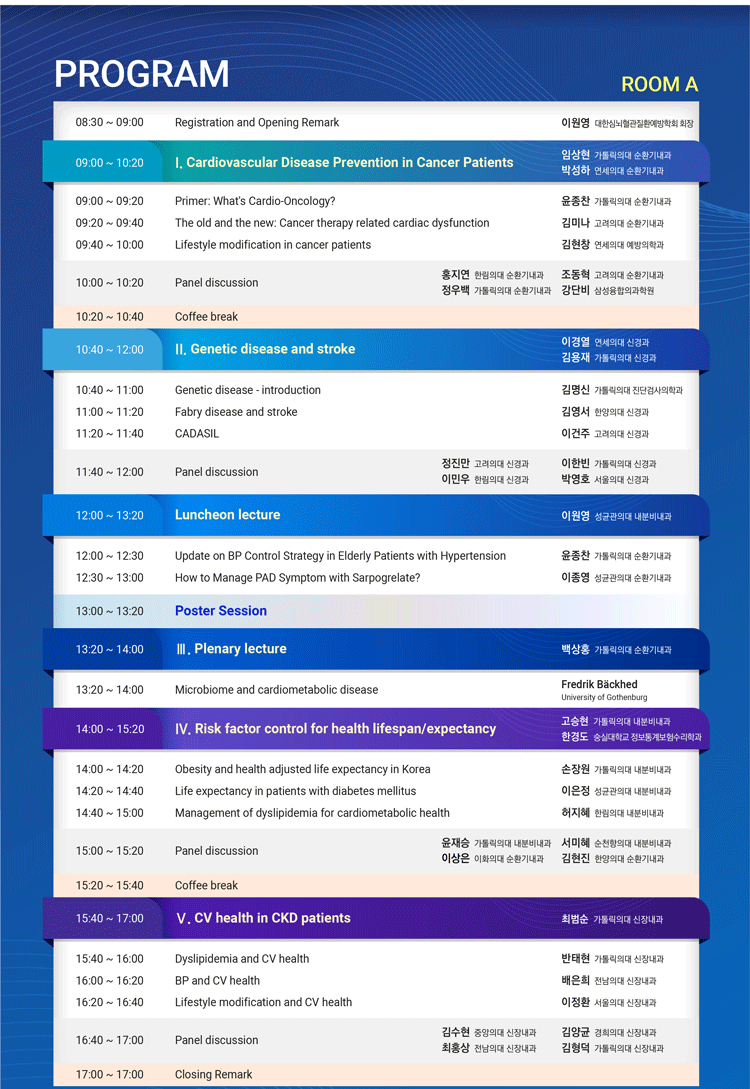 PROGRAM
ROOM A
08:30 ~ 09:00 Registration and Opening Remark 이원영 대한심뇌혈관질환예방학회 회장
09:00 ~ 10:20 Ⅰ. Cardiovascular Disease Prevention in Cancer Patients 임상현 가톨릭의대 순환기내과
박성하 연세의대 순환기내과
09:00 ~ 09:20 Primer: What's Cardio-Oncology? 윤종찬 가톨릭의대 순환기내과
09:20 ~ 09:40 The old and the new: Cancer therapy related cardiac dysfunction 김미나 고려의대 순환기내과
09:40 ~ 10:00 Lifestyle modification in cancer patients 김현창 연세의대 예방의학과
10:00 ~ 10:20 Panel discussion 홍지연 한림의대 순환기내과 조동혁 고려의대 순환기내과
정우백 가톨릭의대 순환기내과 강단비 삼성융합의과학원
10:20 ~ 10:40 Coffee break
10:40 ~ 12:00 Ⅱ. Genetic disease and stroke 이경열 연세의대 신경과
김용재 가톨릭의대 신경과
10:40 ~ 11:00 Genetic disease - introduction 김명신 가톨릭의대 진단검사의학과
11:00 ~ 11:20 Fabry disease and stroke 김영서 한양의대 신경과
11:20 ~ 11:40 CADASIL 이건주 고려의대 신경과
11:40 ~ 12:00 Panel discussion 정진만 고려의대 신경과 이한빈 가톨릭의대 신경과
이민우 한림의대 신경과 박영호 서울의대 신경과
12:00 ~ 13:20 Luncheon lecture 이원영 성균관의대 내분비내과
12:00 ~ 12:30 Update on BP Control Strategy in Elderly Patients with Hypertension 윤종찬 가톨릭의대 순환기내과
12:30 ~ 13:00 How to Manage PAD Symptom with Sarpogrelate? 이종영 성균관의대 순환기내과
13:00 ~ 13:20 Poster Session
13:20 ~ 14:00 Ⅲ. Plenary lecture 백상홍 가톨릭의대 순환기내과
13:20 ~ 14:00 Microbiome and cardiometabolic disease Fredrik Bäckhed
University of Gothenburg
14:00 ~ 15:20 Ⅳ. Risk factor control for health lifespan/expectancy 고승현 가톨릭의대 내분비내과
한경도 숭실대학교 정보통계보험수리학과
14:00 ~ 14:20 Obesity and health adjusted life expectancy in Korea 손장원 가톨릭의대 내분비내과
14:20 ~ 14:40 Life expectancy in patients with diabetes mellitus 이은정 성균관의대 내분비내과
14:40 ~ 15:00 Management of dyslipidemia for cardiometabolic health 허지혜 한림의대 내분비내과
15:00 ~ 15:20 Panel discussion 윤재승 가톨릭의대 내분비내과 서미혜 순천향의대 내분비내과
이상은 이화의대 순환기내과 김현진 한양의대 순환기내과
15:20 ~ 15:40 Coffee break
15:40 ~ 17:00 Ⅴ. CV health in CKD patients 최범순 가톨릭의대 신장내과
15:40 ~ 16:00 Dyslipidemia and CV health 반태현 가톨릭의대 신장내과
16:00 ~ 16:20 BP and CV health 배은희 전남의대 신장내과
16:20 ~ 16:40 Lifestyle modification and CV health 이정환 서울의대 신장내과
16:40 ~ 17:00 Panel discussion 김수현 중앙의대 신장내과 김양균 경희의대 신장내과
최홍상 전남의대 신장내과 김형덕 가톨릭의대 신장내과
17:00 ~ 17:00 Closing Remark